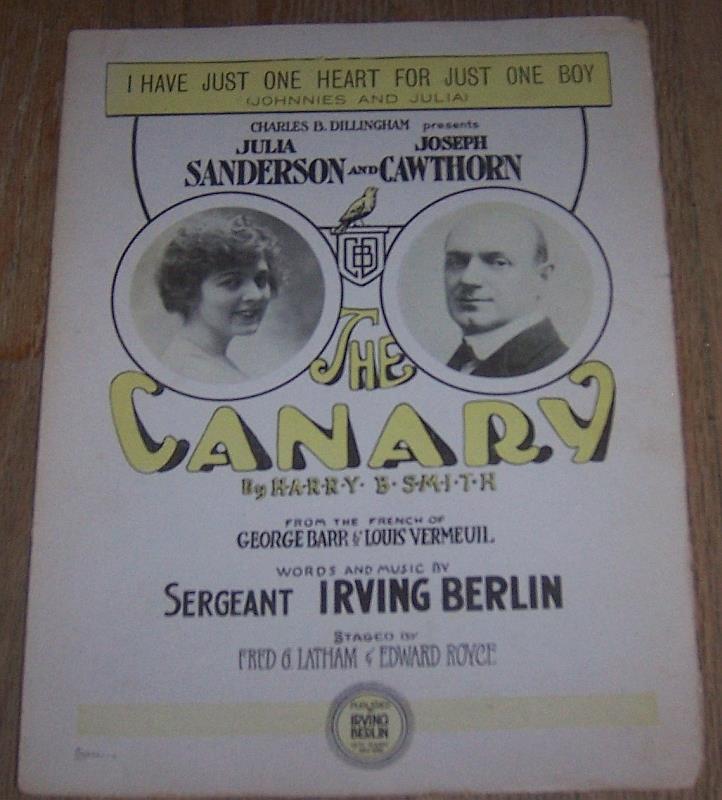 I HAVE JUST ONE HEART FOR JUST ONE BOY
(JOHNNIES AND JULIA)
CHARLES B. DILLINGHAM presents
JULIA JOSEPH
SANDERSON AND CAWTHORN
CBD
THE
CANARY
By HARRY · B · SMITH
FROM THE FRENCH OF
GEORGE BARR & LOUIS VERMEUIL
WORDS AND MUSIC BY
SERGEANT IRVING BERLIN
STAGED BY
FRED G LATHAM & EDWARD ROYCE
IRVING
BERLIN